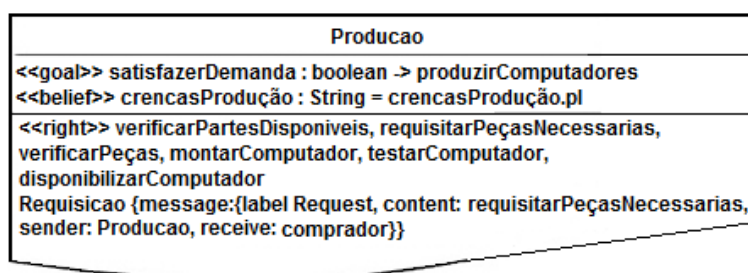 Producao
<<goal>> satisfazerDemanda : boolean -> produzirComputadores
<<belief>> crencasProdução : String = crencasProdução.pl
<<right>> verificarPartesDisponiveis, requisitarPeçasNecessarias,
verificarPeças, montarComputador, testarComputador,
disponibilizarComputador
Requisicao {message:{label Request, content: requisitarPeçasNecessarias,
sender: Producao, receive: comprador}}